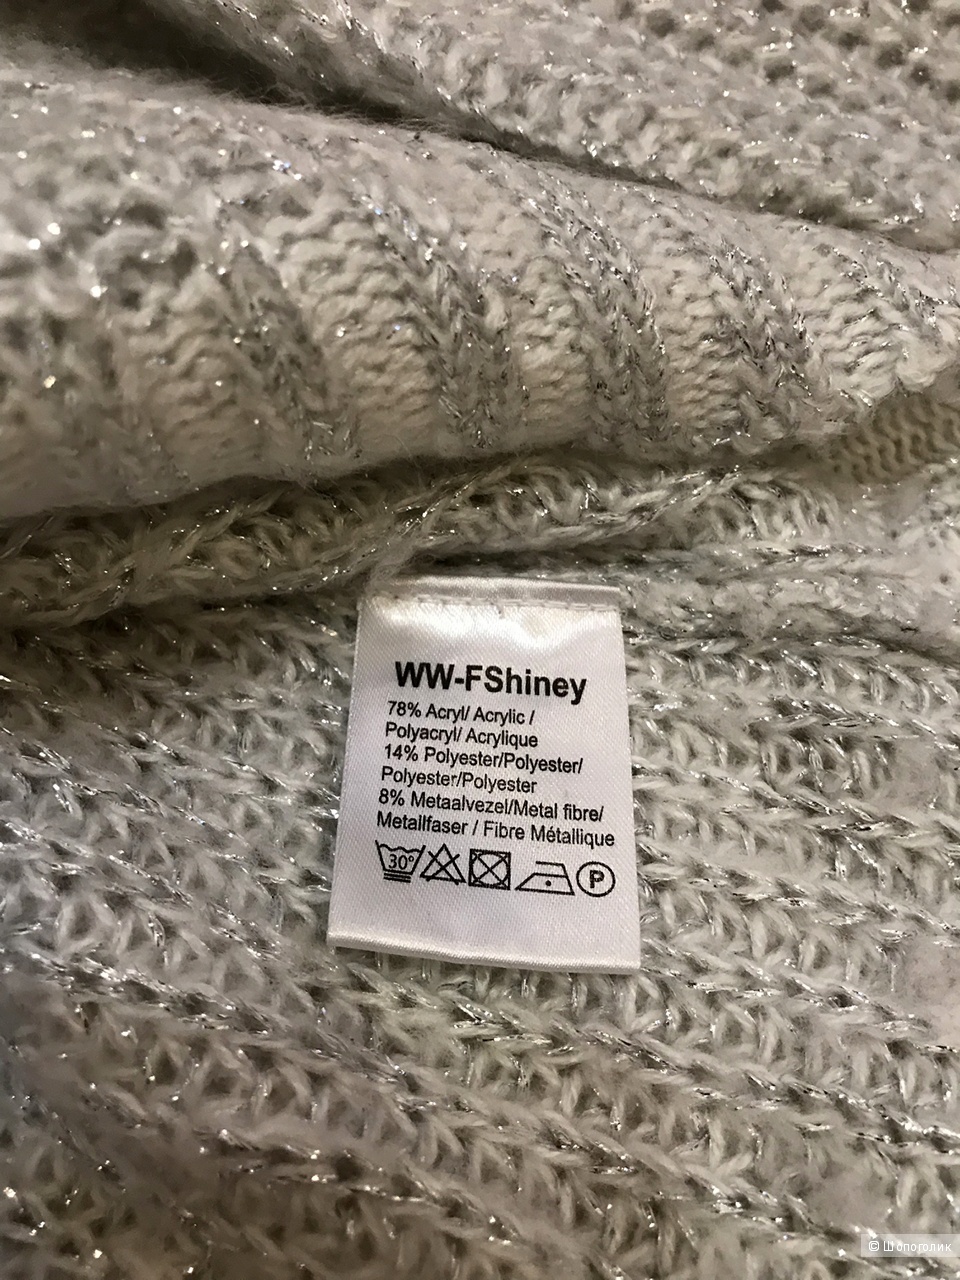 WW-FShiney
78% Acryl/ Acrylic /
Polyacryl/ Acrylique
14% Polyester/Polyester/
Polyester/Polyester
8% Metaalvezel/Metal fibre/
Metallfaser / Fibre Métallique
30° P
© Шопоголик